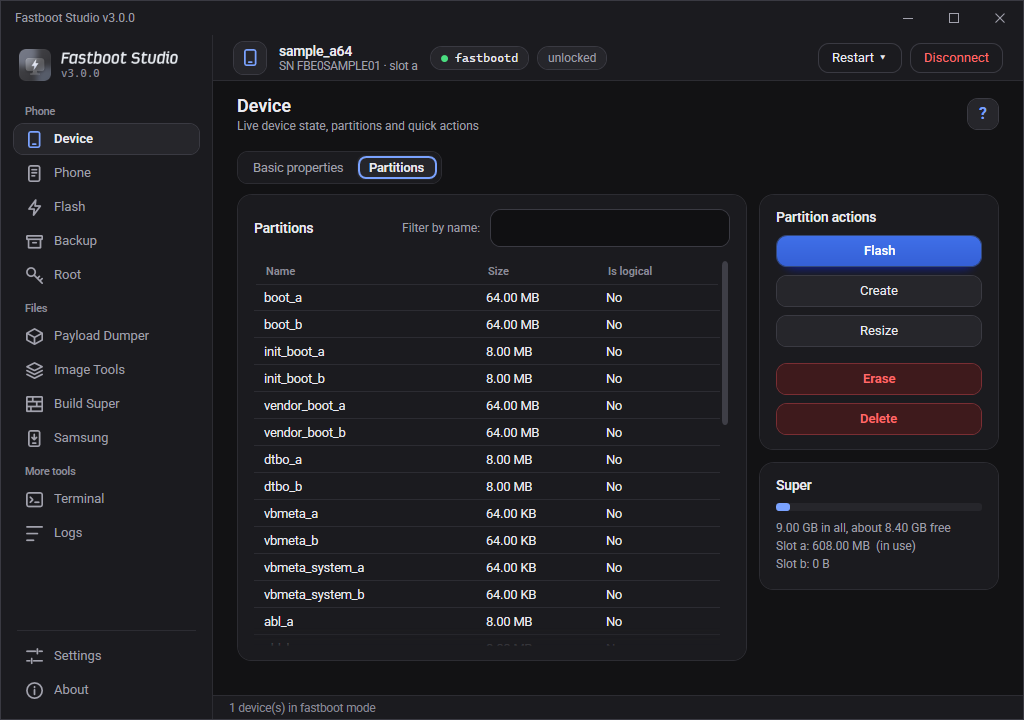 Fastboot Studio v3.0.0
Fastboot Studio
v3.0.0
Phone
Device
Phone
Flash
Backup
Root
Files
Payload Dumper
Image Tools
Build Super
Samsung
More tools
Terminal
Logs
Settings
About
sample_a64
SN FBE0SAMPLE01 · slot a
fastbootd
unlocked
Restart
Disconnect
Device
Live device state, partitions and quick actions
?
Basic properties
Partitions
Partitions
Filter by name:
Name Size Is logical
boot_a 64.00 MB No
boot_b 64.00 MB No
init_boot_a 8.00 MB No
init_boot_b 8.00 MB No
vendor_boot_a 64.00 MB No
vendor_boot_b 64.00 MB No
dtbo_a 8.00 MB No
dtbo_b 8.00 MB No
vbmeta_a 64.00 KB No
vbmeta_b 64.00 KB No
vbmeta_system_a 64.00 KB No
vbmeta_system_b 64.00 KB No
abl_a 8.00 MB No
Partition actions
Flash
Create
Resize
Erase
Delete
Super
9.00 GB in all, about 8.40 GB free
Slot a: 608.00 MB (in use)
Slot b: 0 B
1 device(s) in fastboot mode